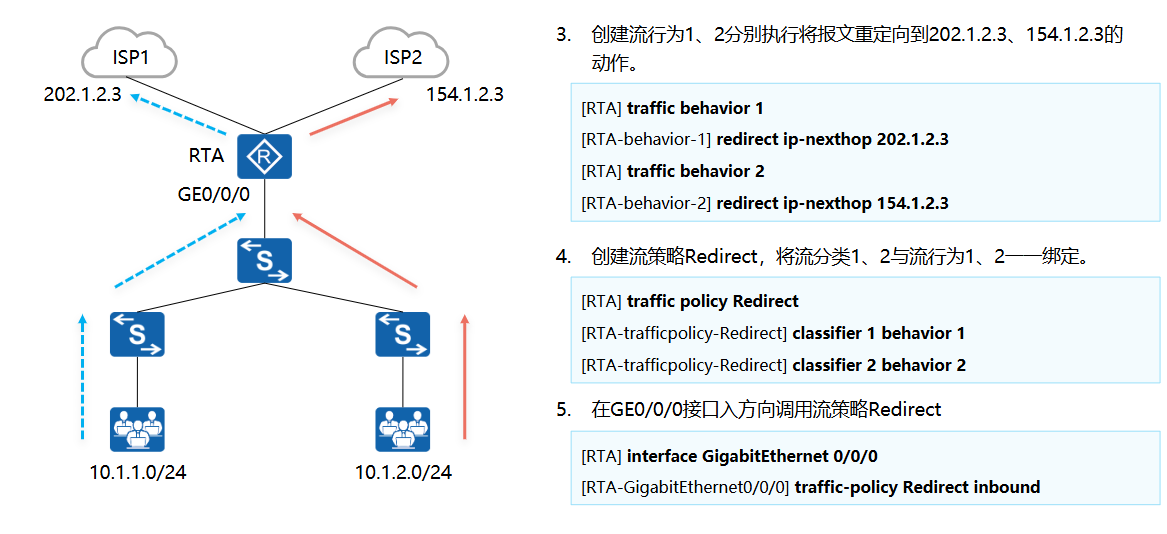 ISP1
ISP2
202.1.2.3
154.1.2.3
RTA
R
GE0/0/0
S
S
S
10.1.1.0/24
10.1.2.0/24
3. 创建流行为1、2分别执行将报文重定向到202.1.2.3、154.1.2.3的
动作。
[RTA] traffic behavior 1
[RTA-behavior-1] redirect ip-nexthop 202.1.2.3
[RTA] traffic behavior 2
[RTA-behavior-2] redirect ip-nexthop 154.1.2.3
4. 创建流策略Redirect，将流分类1、2与流行为1、2一一绑定。
[RTA] traffic policy Redirect
[RTA-trafficpolicy-Redirect] classifier 1 behavior 1
[RTA-trafficpolicy-Redirect] classifier 2 behavior 2
5. 在GE0/0/0接口入方向调用流策略Redirect
[RTA] interface GigabitEthernet 0/0/0
[RTA-GigabitEthernet0/0/0] traffic-policy Redirect inbound